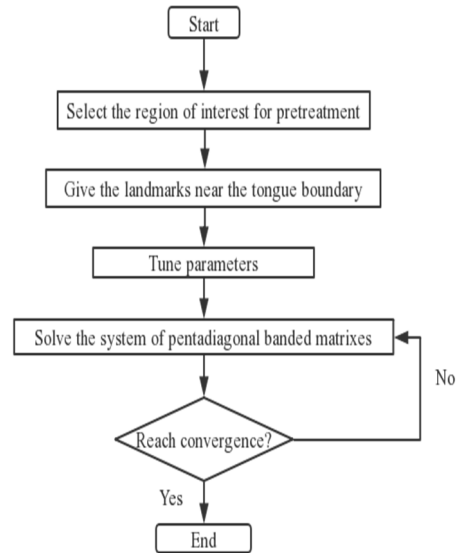 Start
Select the region of interest for pretreatment
Give the landmarks near the tongue boundary
Tune parameters
Solve the system of pentadiagonal banded matrixes
No
Reach convergence?
Yes
End